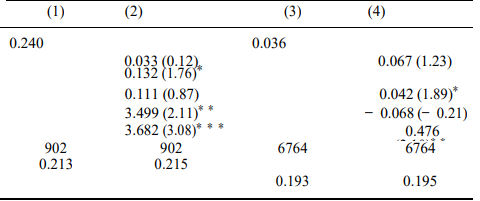 (1) (2) (3) (4)
0.240 0.036
0.033 (0.12) 0.067 (1.23)
0.132 (1.76)*
0.111 (0.87) 0.042 (1.89)*
3.499 (2.11)** − 0.068 (− 0.21)
3.682 (3.08)*** 0.476
902 902 6764 6764
0.213 0.215
0.193 0.195